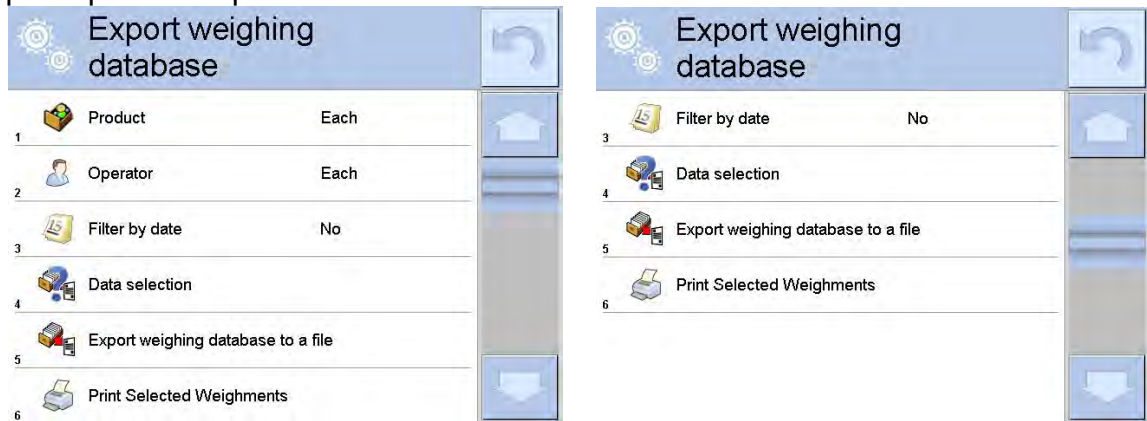 Export weighing
database
1 Product Each
2 Operator Each
3 Filter by date No
4 Data selection
5 Export weighing database to a file
6 Print Selected Weighments
Export weighing
database
3 Filter by date No
4 Data selection
5 Export weighing database to a file
6 Print Selected Weighments